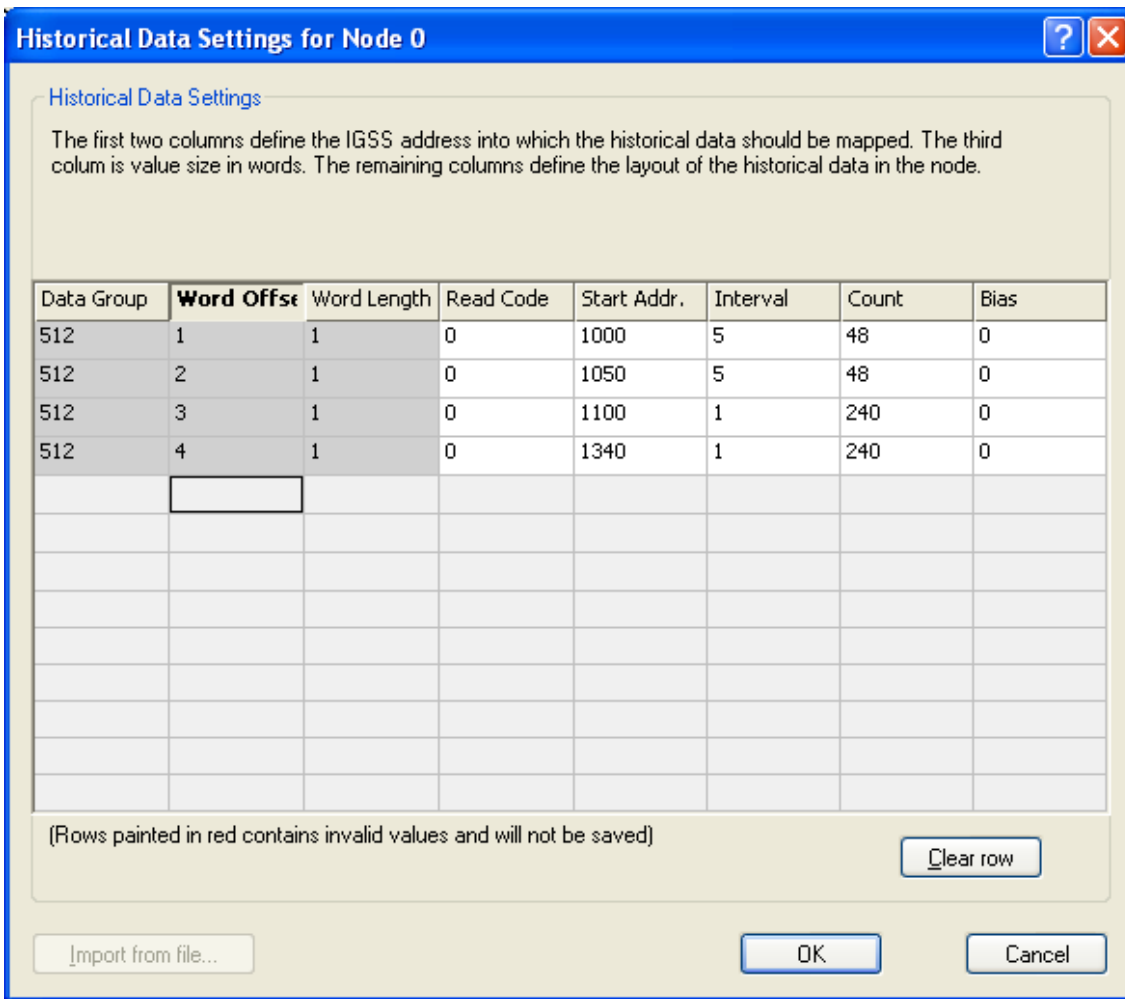 Historical Data Settings for Node 0
Historical Data Settings
The first two columns define the IGSS address into which the historical data should be mapped. The third
colum is value size in words. The remaining columns define the layout of the historical data in the node.
Data Group Word Offse Word Length Read Code Start Addr. Interval Count Bias
512 1 1 0 1000 5 48 0
512 2 1 0 1050 5 48 0
512 3 1 0 1100 1 240 0
512 4 1 0 1340 1 240 0
(Rows painted in red contains invalid values and will not be saved)
Clear row
Import from file... OK Cancel